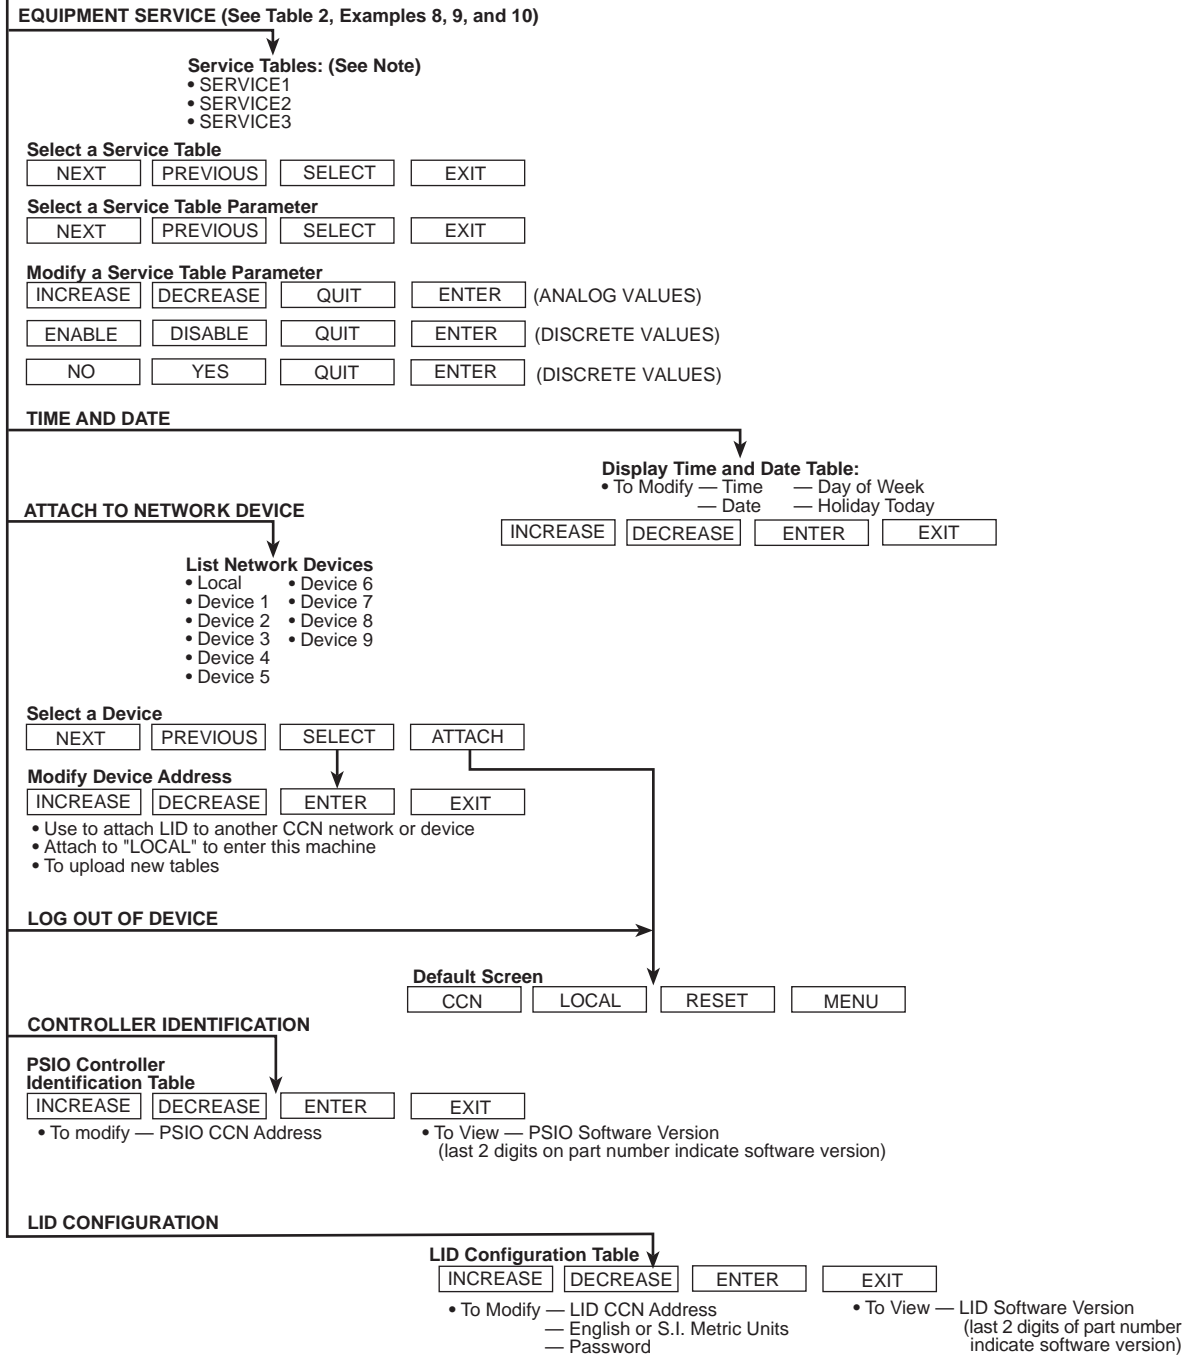 EQUIPMENT SERVICE (See Table 2, Examples 8, 9, and 10)
Service Tables: (See Note)
• SERVICE1
• SERVICE2
• SERVICE3
Select a Service Table
NEXT PREVIOUS SELECT EXIT
Select a Service Table Parameter
NEXT PREVIOUS SELECT EXIT
Modify a Service Table Parameter
INCREASE DECREASE QUIT ENTER (ANALOG VALUES)
ENABLE DISABLE QUIT ENTER (DISCRETE VALUES)
NO YES QUIT ENTER (DISCRETE VALUES)
TIME AND DATE
Display Time and Date Table:
• To Modify — Time — Day of Week
— Date — Holiday Today
INCREASE DECREASE ENTER EXIT
ATTACH TO NETWORK DEVICE
List Network Devices
• Local • Device 6
• Device 1 • Device 7
• Device 2 • Device 8
• Device 3 • Device 9
• Device 4
• Device 5
Select a Device
NEXT PREVIOUS SELECT ATTACH
Modify Device Address
INCREASE DECREASE ENTER EXIT
• Use to attach LID to another CCN network or device
• Attach to "LOCAL" to enter this machine
• To upload new tables
LOG OUT OF DEVICE
Default Screen
CCN LOCAL RESET MENU
CONTROLLER IDENTIFICATION
PSIO Controller
Identification Table
INCREASE DECREASE ENTER EXIT
• To modify — PSIO CCN Address • To View — PSIO Software Version
(last 2 digits on part number indicate software version)
LID CONFIGURATION
LID Configuration Table
INCREASE DECREASE ENTER EXIT
• To Modify — LID CCN Address • To View — LID Software Version
— English or S.I. Metric Units (last 2 digits of part number
— Password indicate software version)